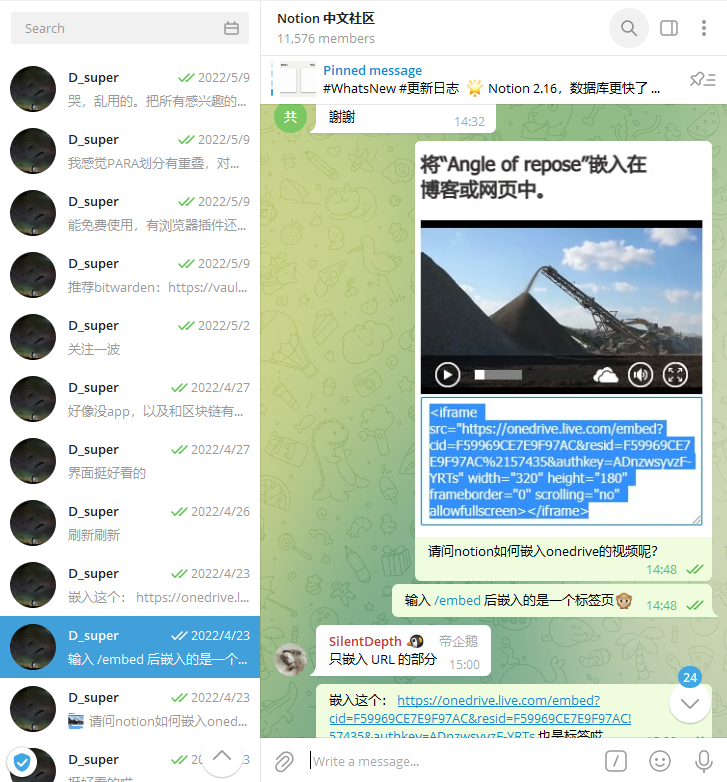 Search
D_super 2022/5/9
哭，乱用的。把所有感兴趣的...
D_super 2022/5/9
我感觉PARA划分有重叠，对...
D_super 2022/5/9
能免费使用，有浏览器插件还...
D_super 2022/5/9
推荐bitwarden：https://vaul...
D_super 2022/5/2
关注一波
D_super 2022/4/27
好像没app，以及和区块链有...
D_super 2022/4/27
界面挺好看的
D_super 2022/4/26
刷新刷新
D_super 2022/4/23
嵌入这个： https://onedrive.l...
D_super 2022/4/23
输入 /embed 后嵌入的是一个...
D_super 2022/4/23
请问notion如何嵌入oned...
D_super
Notion 中文社区
11,576 members
Pinned message
#WhatsNew #更新日志 🌟 Notion 2.16，数据库更快了 ...
共
謝謝
14:32
将“Angle of repose”嵌入在
博客或网页中。
<iframe
src="https://onedrive.live.com/embed?
cid=F59969CE7E9F97AC&resid=F59969CE7
E9F97AC%2157435&authkey=ADnzwsyvzF-
YRTs" width="320" height="180"
frameborder="0" scrolling="no"
allowfullscreen></iframe>
请问notion如何嵌入onedrive的视频呢?
14:48
输入 /embed 后嵌入的是一个标签页🙊 14:48
SilentDepth 🐧 帝企鹅
只嵌入 URL 的部分 15:00
24
嵌入这个： https://onedrive.live.com/embed?
cid=F59969CE7E9F97AC&resid=F59969CE7E9F97AC!
57435&authkey=ADnzwsyvzF-YRTs 也是标签哎
Write a message...